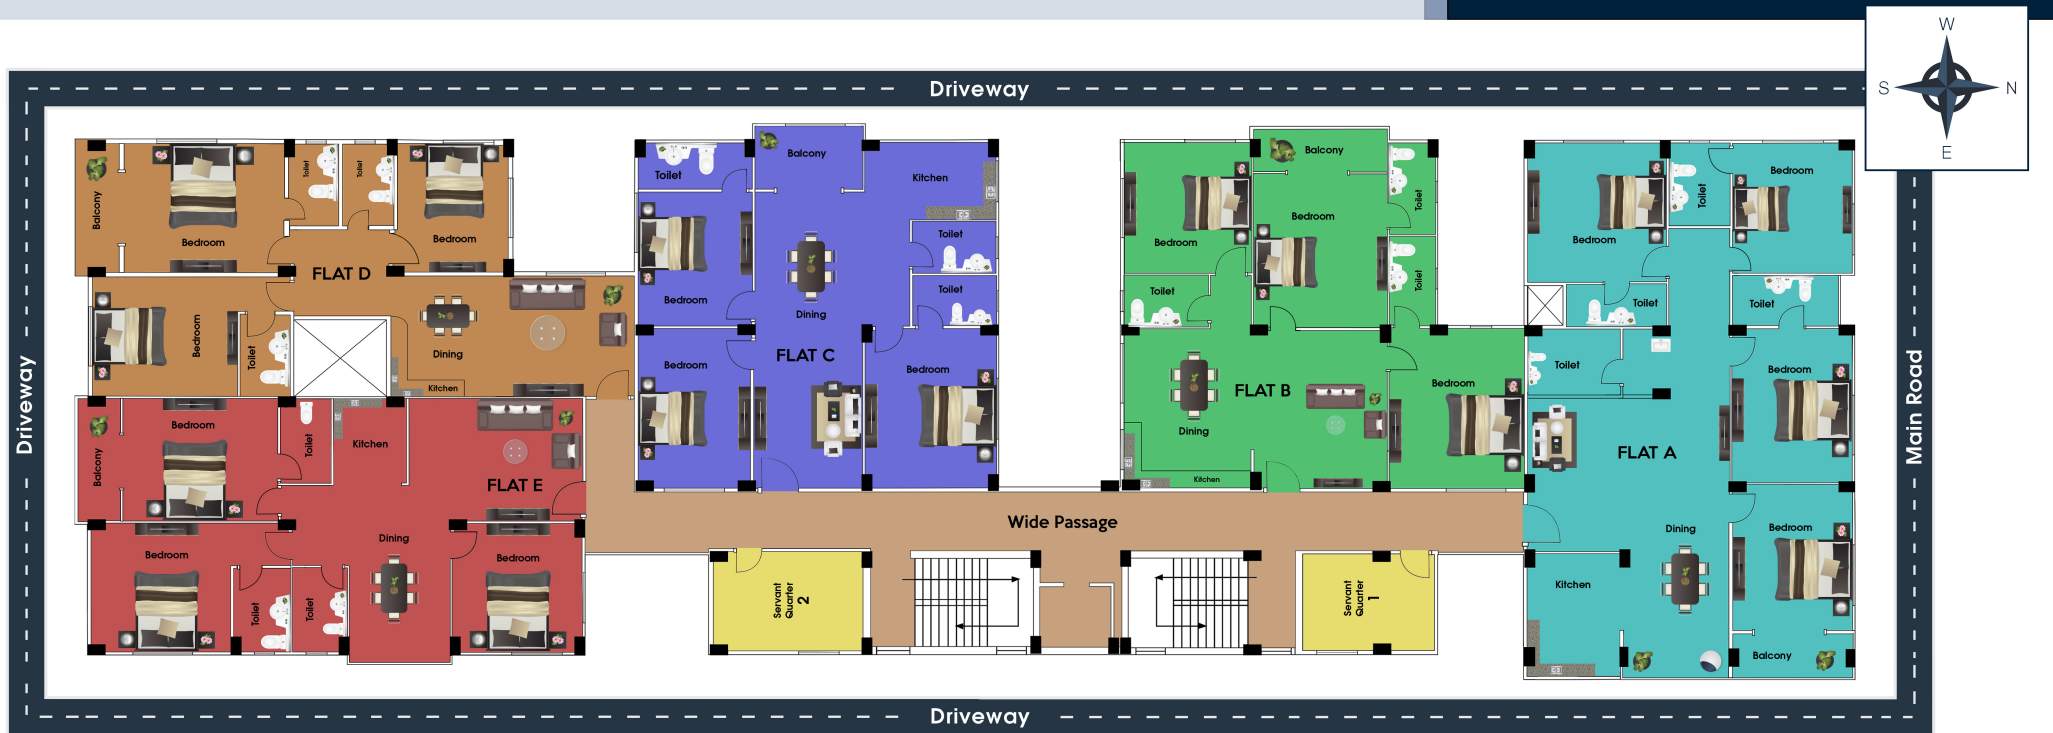 W
S
N
E
Driveway
Driveway
Main Road
Driveway
Balcony
Bedroom
Toilet
Toilet
Bedroom
FLAT D
Bedroom
Toilet
Dining
Kitchen
Balcony
Bedroom
Toilet
Kitchen
FLAT E
Bedroom
Toilet
Toilet
Dining
Bedroom
Toilet
Balcony
Kitchen
Bedroom
Toilet
Toilet
Dining
FLAT C
Bedroom
Bedroom
Balcony
Bedroom
Bedroom
Toilet
Toilet
Toilet
FLAT B
Dining
Kitchen
Bedroom
Bedroom
Toilet
Bedroom
Toilet
Toilet
Toilet
Bedroom
FLAT A
Dining
Bedroom
Kitchen
Balcony
Wide Passage
Servant
Quarter
2
Servant
Quarter
1